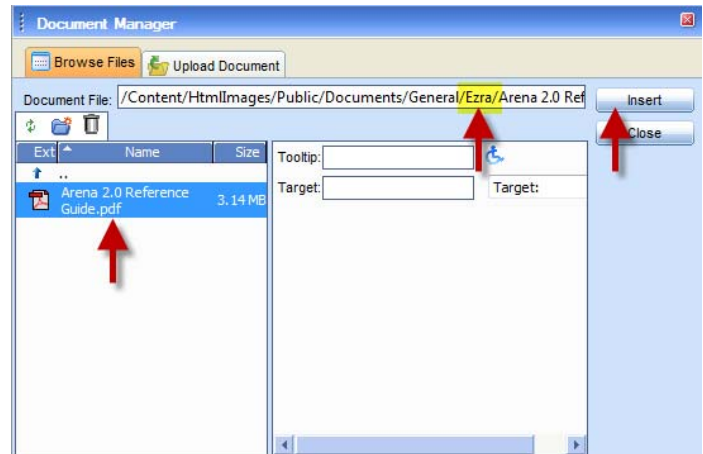 Document Manager
Browse Files Upload Document
Document File: /Content/HtmlImages/Public/Documents/General/Ezra/Arena 2.0 Ref Insert
Close
Ext Name Size
Tooltip:
..
Target: Target:
Arena 2.0 Reference
Guide.pdf 3.14 MB